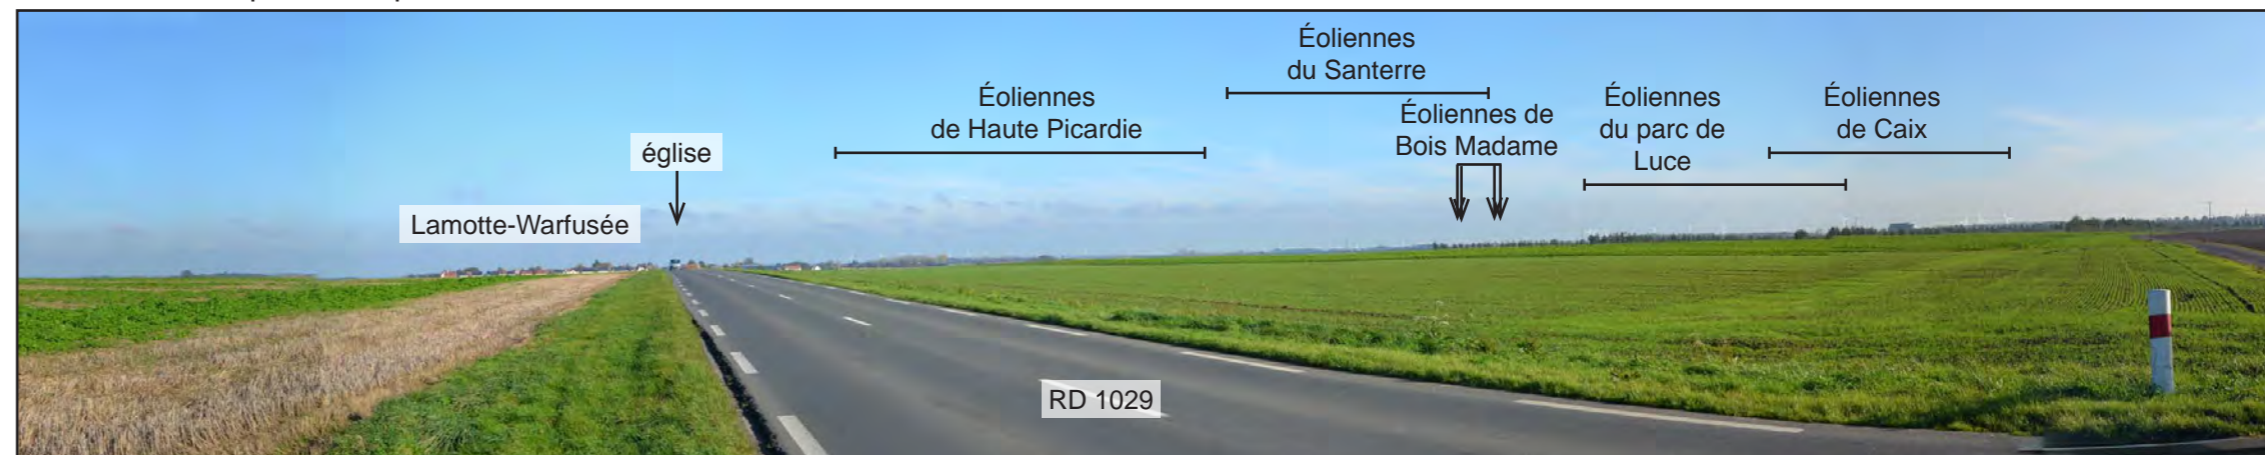 Éoliennes
du Santerre
Éoliennes
de Haute Picardie
Éoliennes de
Bois Madame
Éoliennes
du parc de
Luce
Éoliennes
de Caix
église
Lamotte-Warfusée
RD 1029